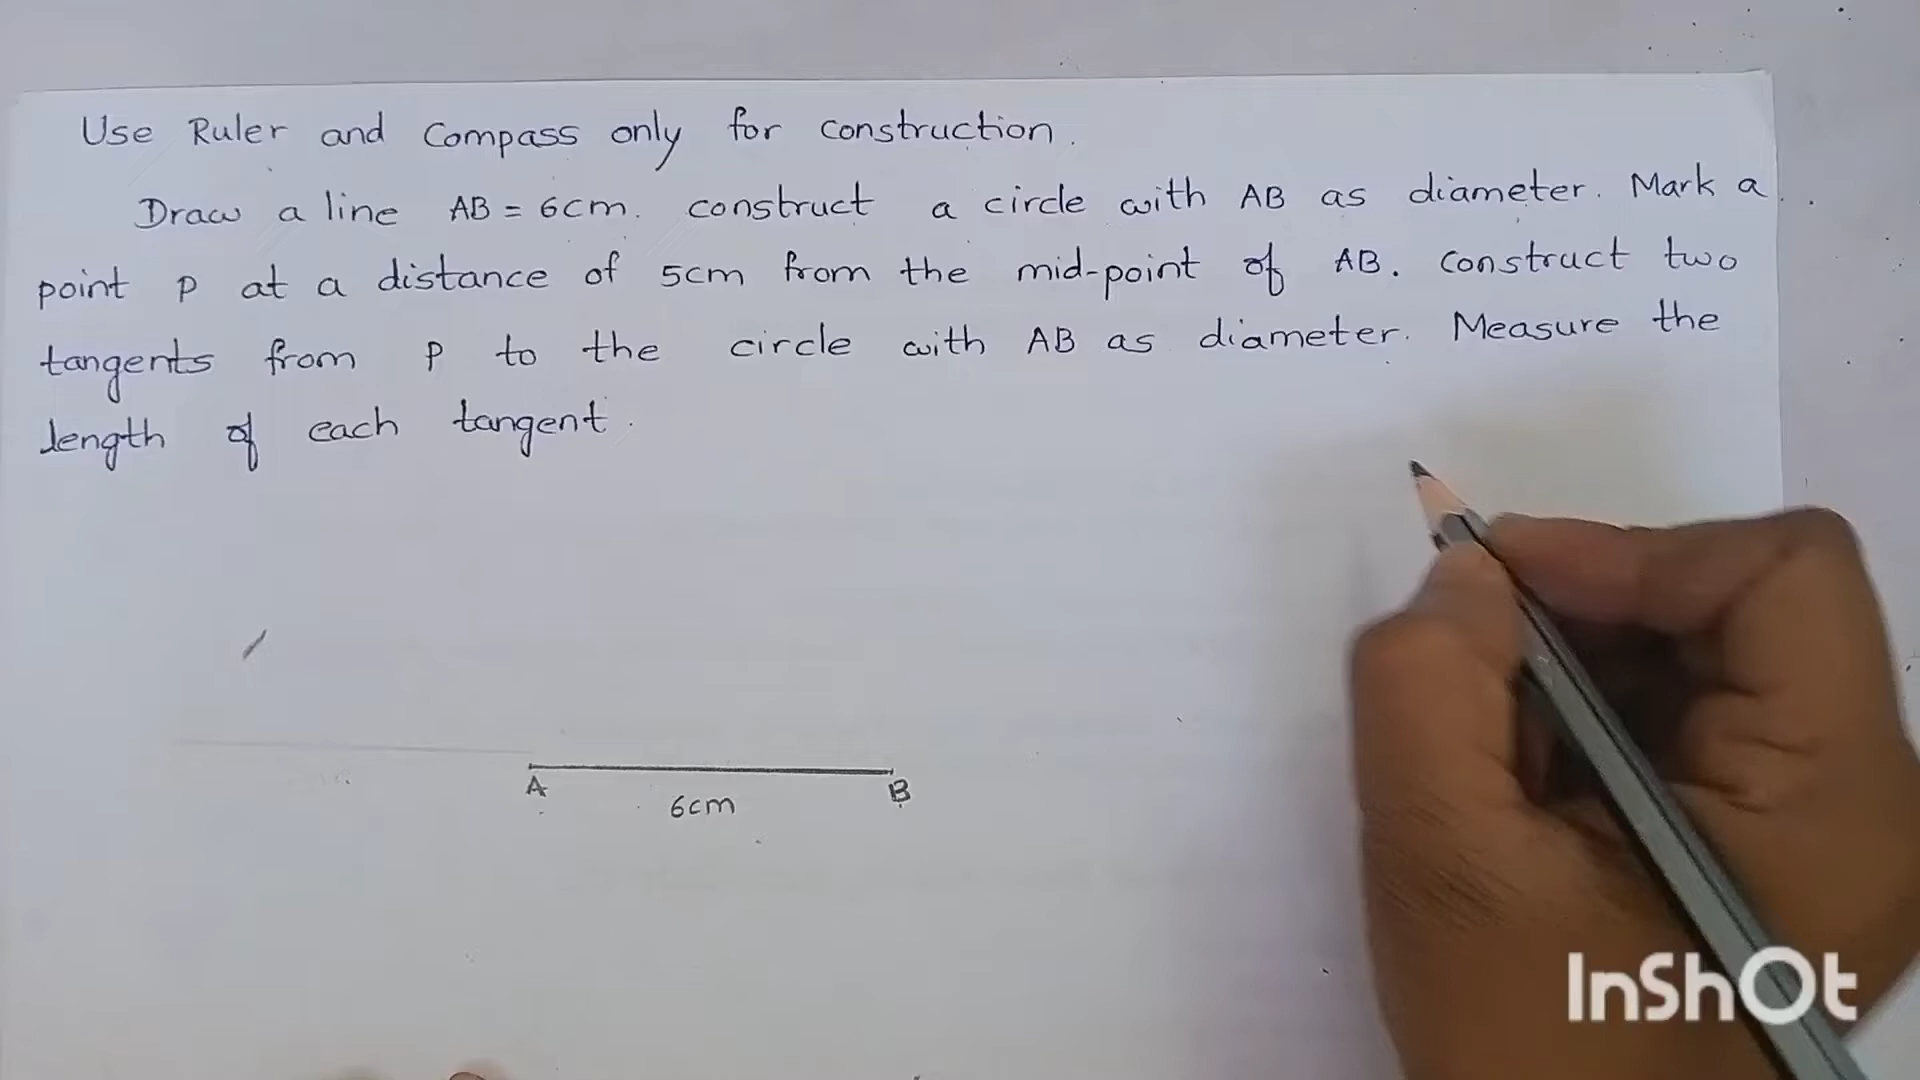 Use Ruler and Compass only for construction.
Draw a line AB = 6cm. construct a circle with AB as diameter. Mark a
point P at a distance of 5cm from the mid-point of AB. construct two
tangents from P to the circle with AB as diameter. Measure the
length of each tangent.
A
B
6cm
InShOt